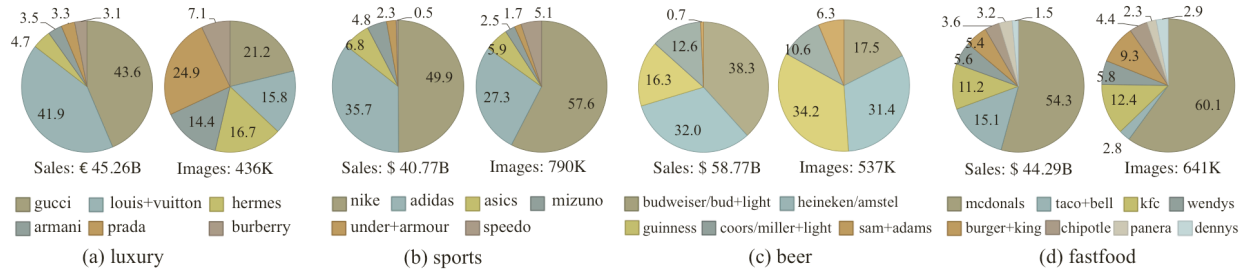 3.5 3.3 3.1
4.7
43.6
41.9
Sales: € 45.26B
7.1
21.2
24.9
15.8
14.4
16.7
Images: 436K
gucci louis+vuitton hermes
armani prada burberry
(a) luxury
4.8 2.3 0.5
6.8
49.9
35.7
Sales: $ 40.77B
2.5 1.7 5.1
5.9
27.3
57.6
Images: 790K
nike adidas asics mizuno
under+armour speedo
(b) sports
0.7
12.6
38.3
16.3
32.0
Sales: $ 58.77B
6.3
10.6 17.5
34.2 31.4
537K
budweiser/bud+light heineken/amstel
guinness coors/miller+light sam+adams
(c) beer
3.6 3.2 1.5
5.4
5.6
11.2
15.1 54.3
Sales: $ 44.29B
4.4 2.3 2.9
9.3
5.8
12.4
60.1
2.8
Images: 641K
mcdonals taco+bell kfc wendys
burger+king chipotle panera dennys
(d) fastfood